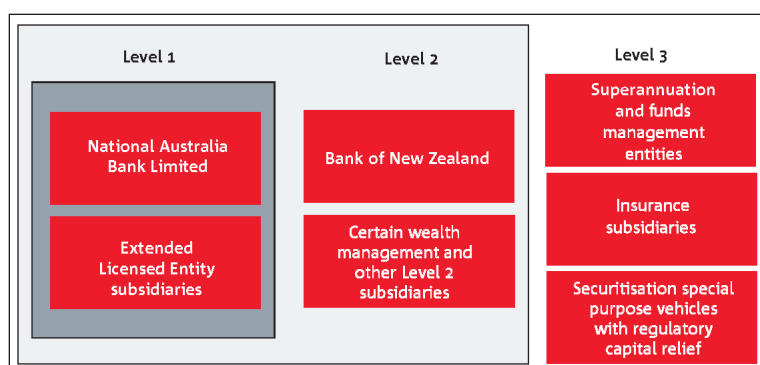 Level 1
National Australia
Bank Limited
Extended
Licensed Entity
subsidiaries
Level 2
Bank of New Zealand
Certain wealth
management and
other Level 2
subsidiaries
Level 3
Superannuation
and funds
management
entities
Insurance
subsidiaries
Securitisation special
purpose vehicles
with regulatory
capital relief